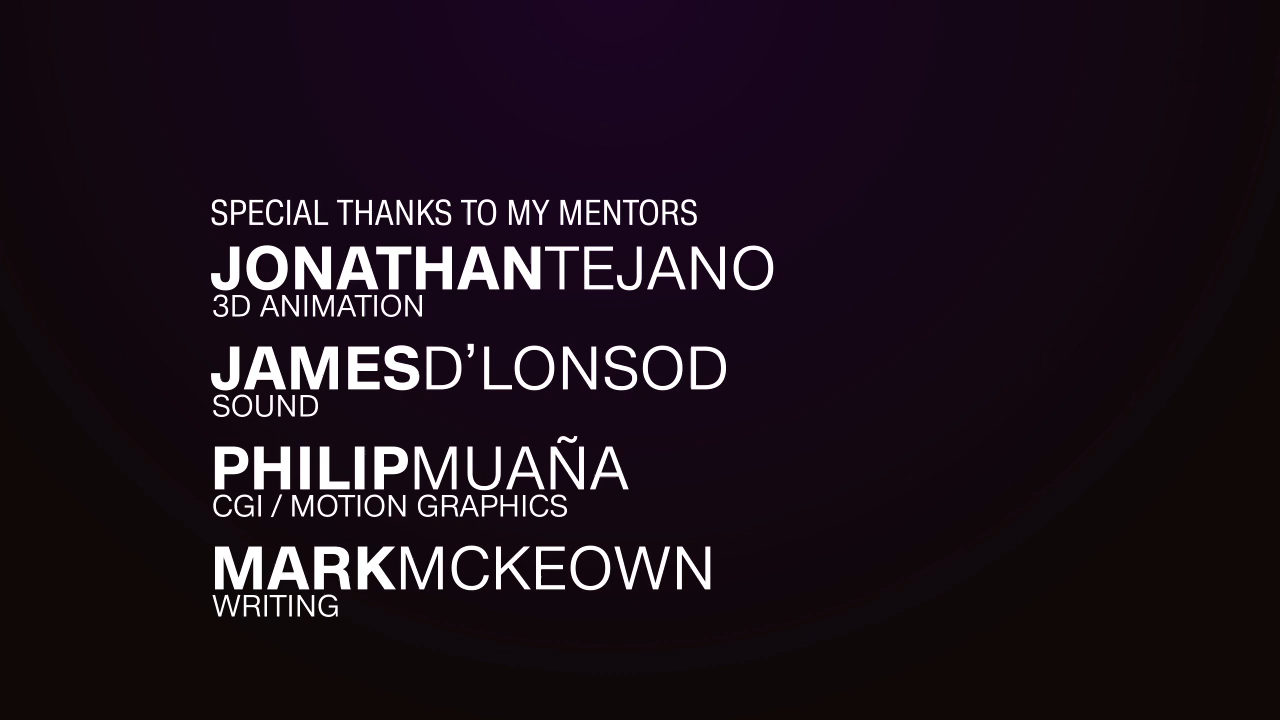 SPECIAL THANKS TO MY MENTORS
JONATHANTEJANO
3D ANIMATION
JAMESD’LONSOD
SOUND
PHILIPMUAÑA
CGI / MOTION GRAPHICS
MARKMCKEOWN
WRITING